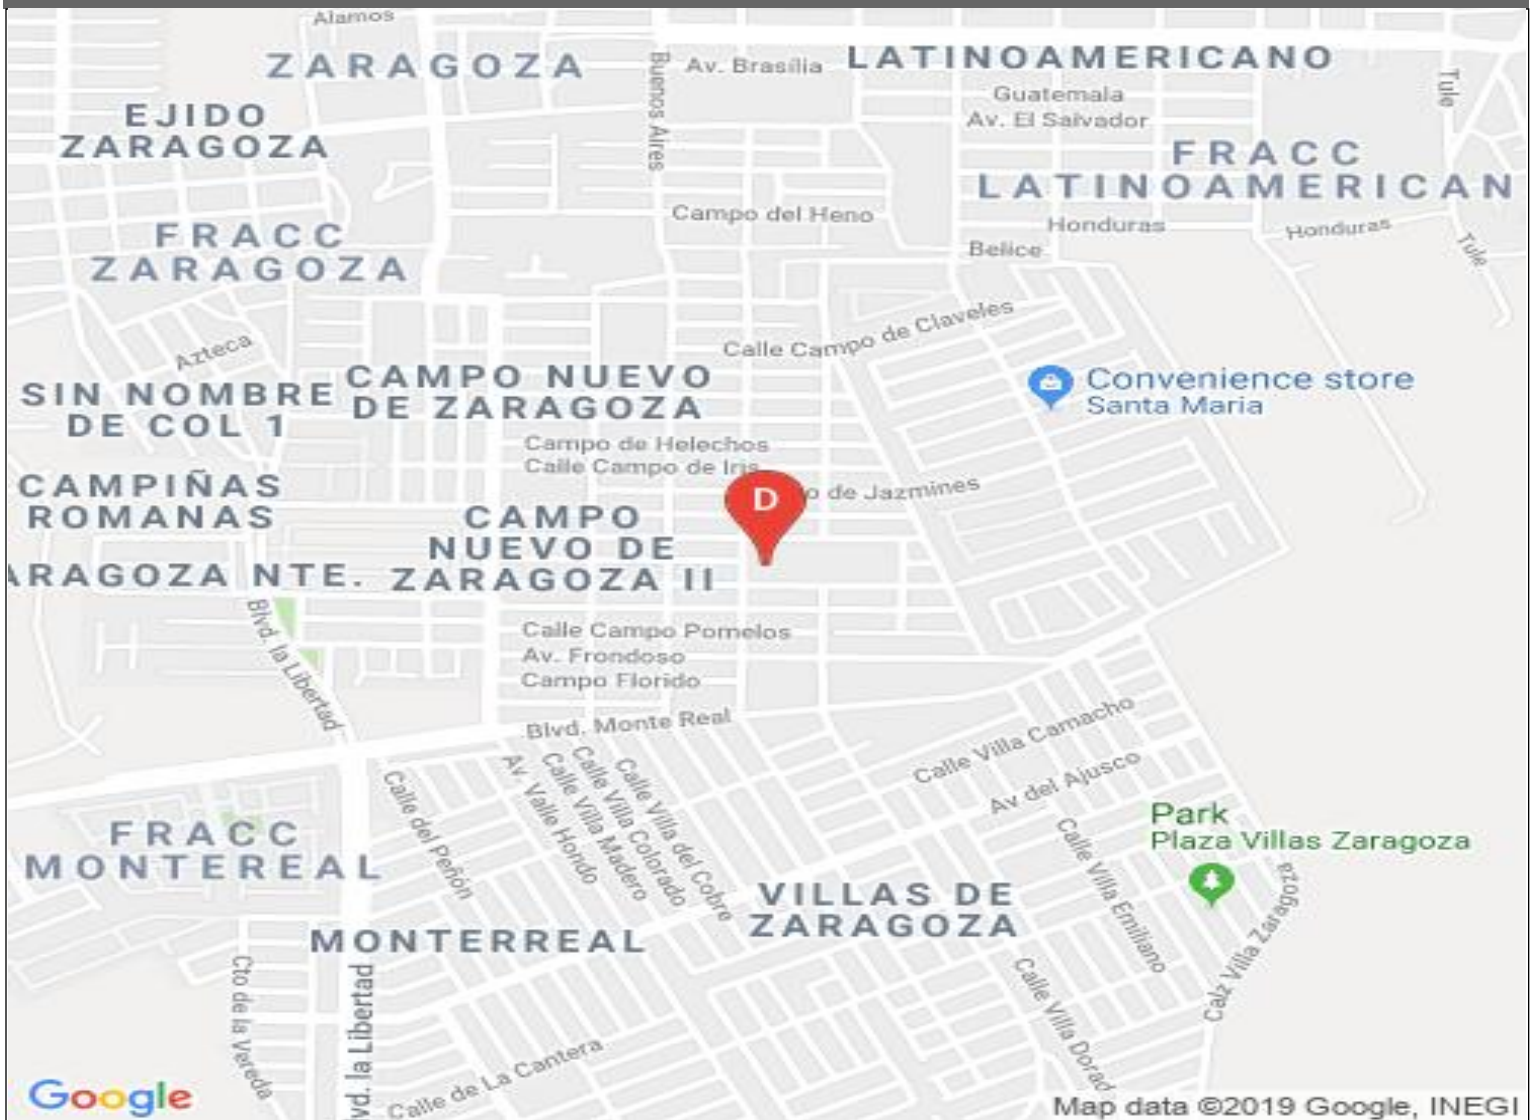 Alamos
ZARAGOZA
Av. Brasilia
LATINOAMERICANO
Buenos Aires
Tule
Guatemala
Av. El Salvador
EJIDO
ZARAGOZA
FRACC
LATINOAMERICAN
Campo del Heno
Honduras
Honduras
Tule
FRACC
ZARAGOZA
Belice
Calle Campo de Claveles
Azteca
CAMPO NUEVO
DE ZARAGOZA
SIN NOMBRE
DE COL 1
Convenience store
Santa Maria
Campo de Helechos
Calle Campo de Iris
D
o de Jazmines
CAMPIÑAS
ROMANAS
CAMPO
NUEVO DE
ZARAGOZA II
ARAGOZA NTE.
Blvd. la Libertad
Calle Campo Pomelos
Av. Frondoso
Campo Florido
Blvd. Monte Real
Calle Villa Camacho
Av del Ajusco
Calle del Peñón
Av. Valle Hondo
Calle Villa Madero
Calle Villa Colorado
Calle Villa del Cobre
Park
Plaza Villas Zaragoza
FRACC
MONTEREAL
Calle Villa Emiliano
VILLAS DE
ZARAGOZA
Calz Villa Zaragoza
MONTERREAL
Cto de la Vereda
vd. la Libertad
Calle Villa Dorad
Calle de La Cantera
Google
Map data ©2019 Google, INEGI